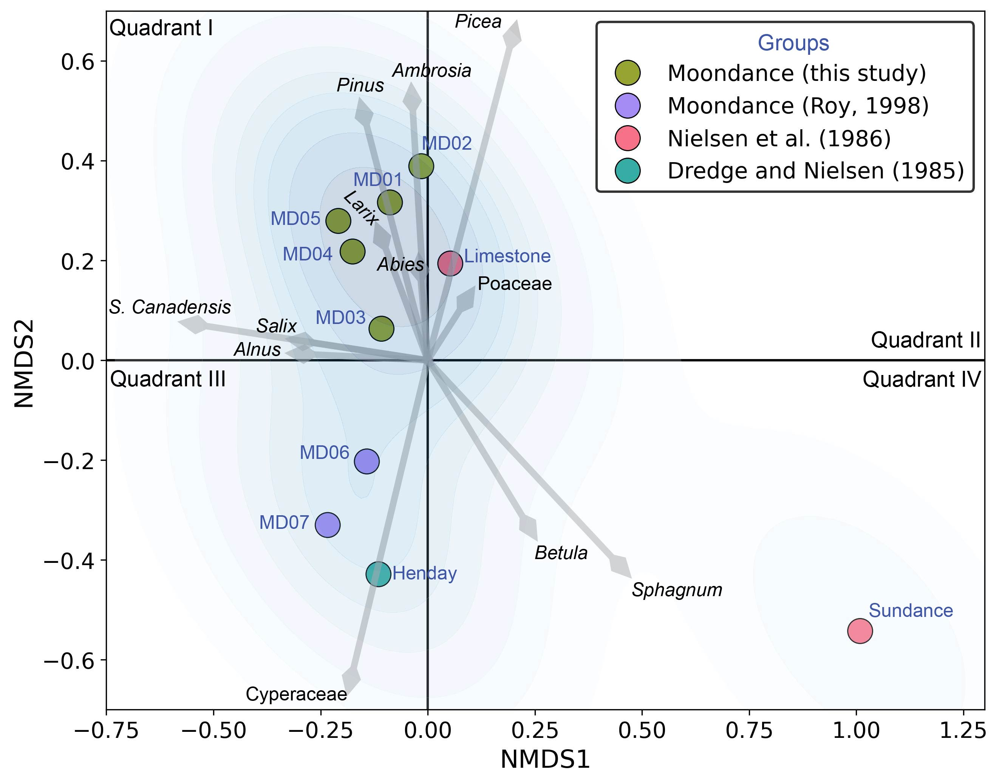 Quadrant I
Picea
Groups
Moondance (this study)
Moondance (Roy, 1998)
Nielsen et al. (1986)
Dredge and Nielsen (1985)
Ambrosia
Pinus
MD02
MD01
Larix
MD05
MD04
Abies
Limestone
Poaceae
S. Canadensis
MD03
Salix
Alnus
Quadrant II
Quadrant III
Quadrant IV
MD06
MD07
Betula
Henday
Sphagnum
Sundance
Cyperaceae
NMDS2
0.6
0.4
0.2
0.0
−0.2
−0.4
−0.6
−0.75 −0.50 −0.25 0.00 0.25 0.50 0.75 1.00 1.25
NMDS1